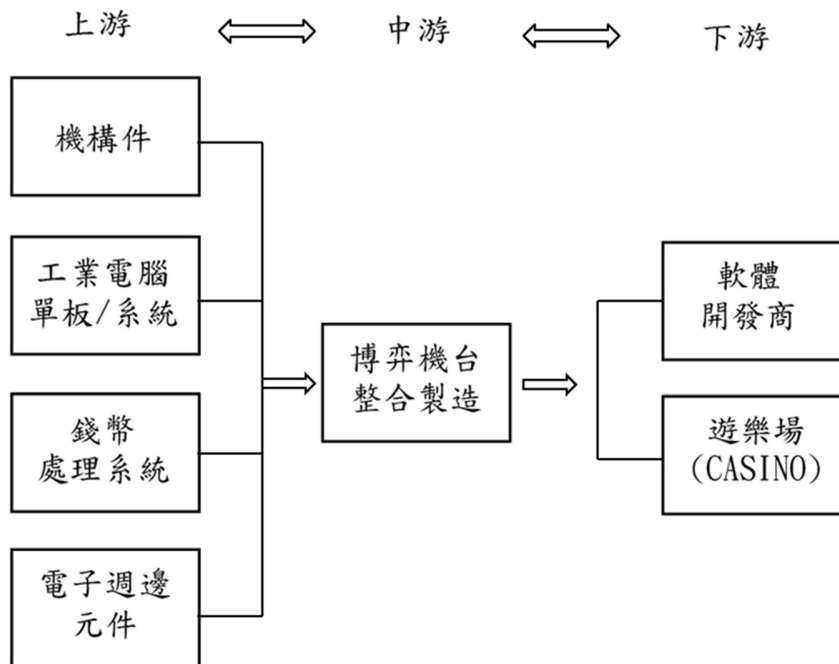 上游
中游
下游
機構件
工業電腦
單板/系統
錢幣
處理系統
電子週邊
元件
博弈機台
整合製造
軟體
開發商
遊樂場
(CASINO)